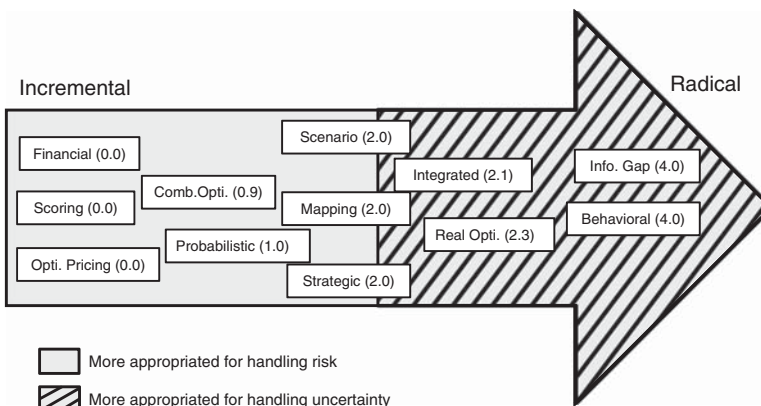 Incremental
Radical
Scenario (2.0)
Financial (0.0)
Integrated (2.1)
Info. Gap (4.0)
Comb.Opti. (0.9)
Scoring (0.0)
Mapping (2.0)
Behavioral (4.0)
Real Opti. (2.3)
Probabilistic (1.0)
Opti. Pricing (0.0)
Strategic (2.0)
More appropriated for handling risk
More appropriated for handling uncertainty